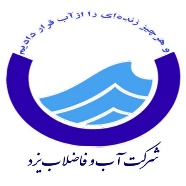 و هر چیز زنده‌ای را از آب قرار دادیم
شرکت آب و فاضلاب یزد